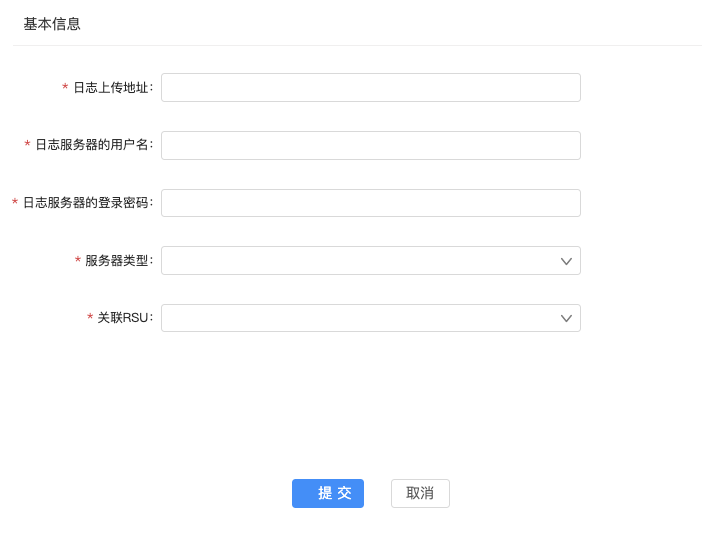 基本信息
* 日志上传地址:
* 日志服务器的用户名:
* 日志服务器的登录密码:
* 服务器类型:
* 关联RSU:
提 交 取消